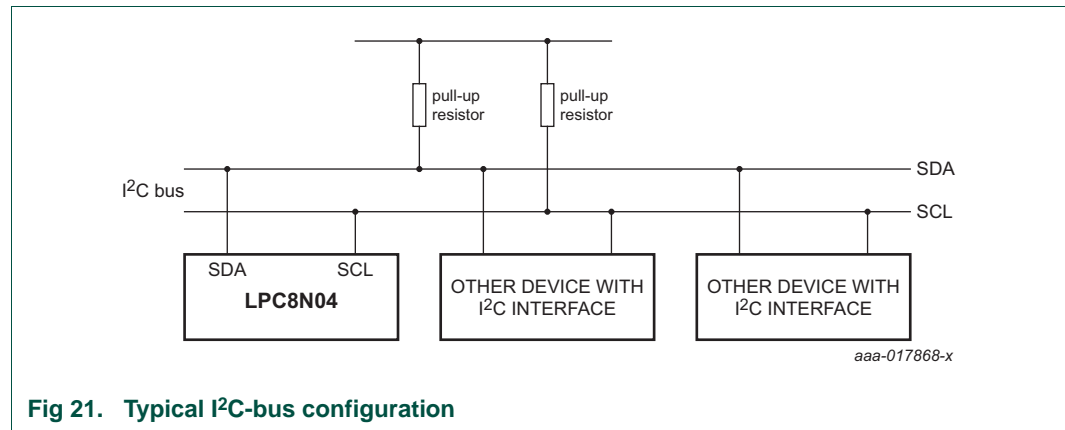 pull-up
resistor
pull-up
resistor
SDA
I2C bus
SCL
SDA SCL
LPC8N04
OTHER DEVICE WITH
I2C INTERFACE
OTHER DEVICE WITH
I2C INTERFACE
aaa-017868-x
Fig 21. Typical I2C-bus configuration